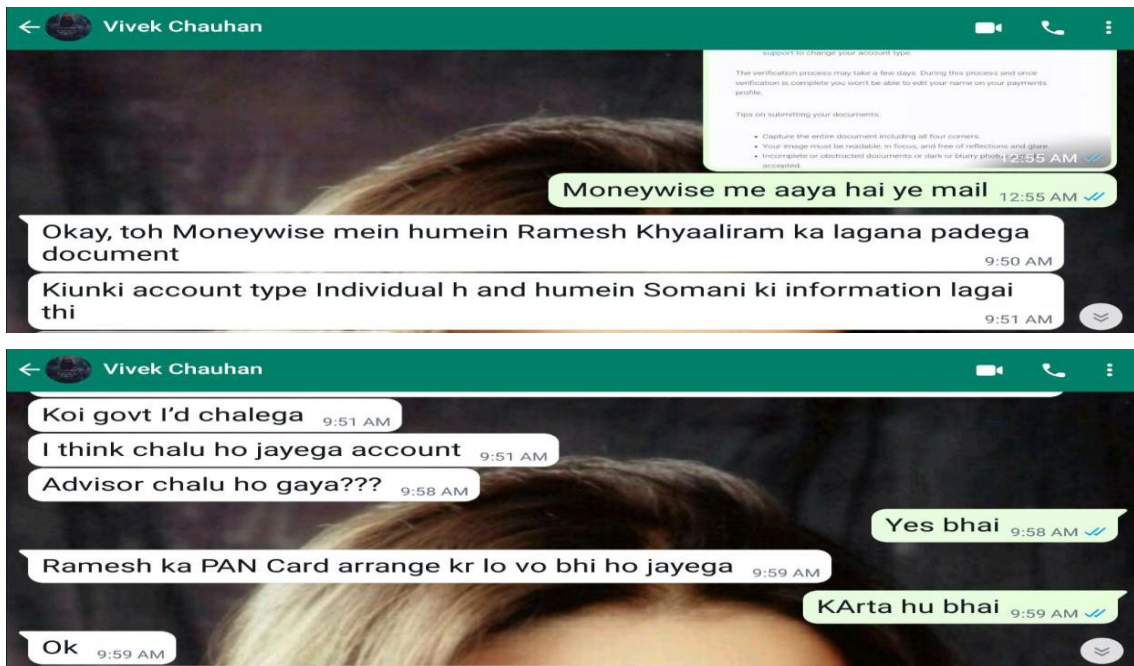 Vivek Chauhan
support to change your account type.
The verification process may take a few days. During this process and once
verification is complete you won't be able to edit your name on your payments
profile.
Tips on submitting your documents:
Capture the entire document including all four corners.
Your image must be readable, in focus, and free of reflections and glare.
Incomplete or obstructed documents or dark or blurry
accepted.
12:55 AM
Moneywise me aaya hai ye mail 12:55 AM
Okay, toh Moneywise mein humein Ramesh Khyaaliram ka lagana padega
document 9:50 AM
Kiunki account type Individual h and humein Somani ki information lagai
thi 9:51 AM
Vivek Chauhan
Koi govt I'd chalega 9:51 AM
I think chalu ho jayega account 9:51 AM
Advisor chalu ho gaya??? 9:58 AM
Yes bhai 9:58 AM
Ramesh ka PAN Card arrange kr lo vo bhi ho jayega 9:59 AM
KArta hu bhai 9:59 AM
Ok 9:59 AM